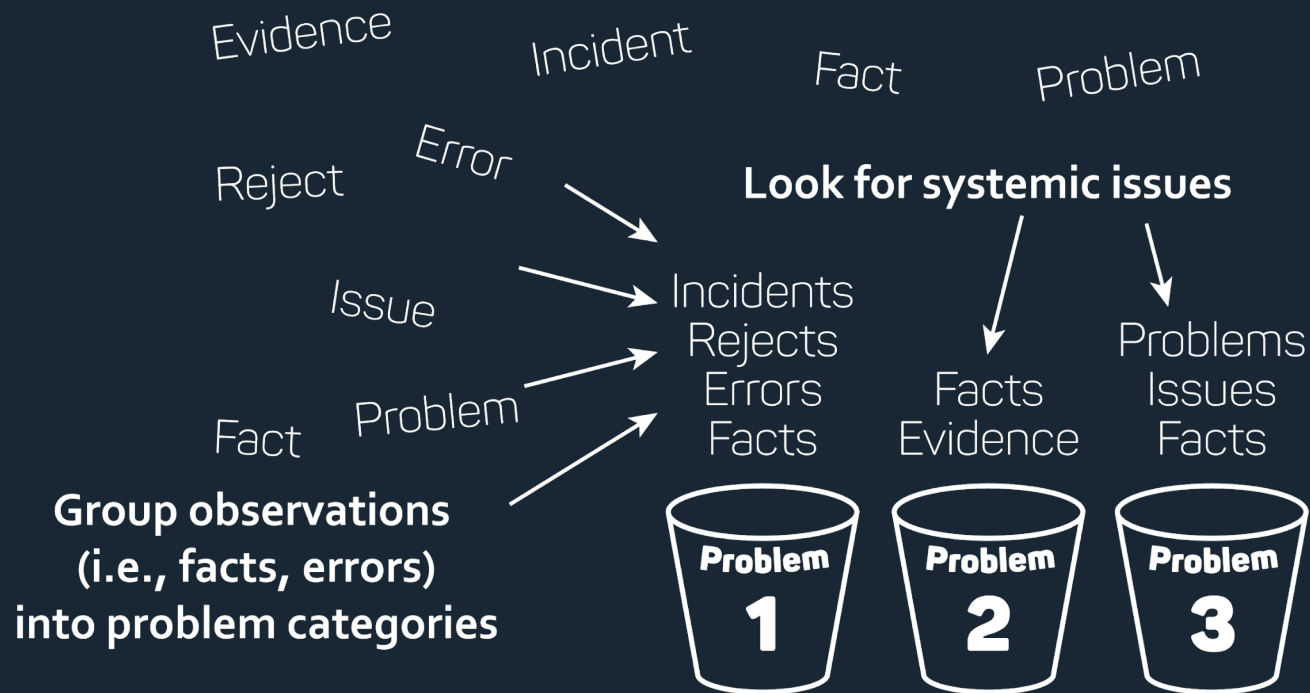 Evidence
Incident
Fact
Problem
Error
Reject
Look for systemic issues
Issue
Fact
Problem
Group observations
(i.e., facts, errors)
into problem categories
Incidents
Rejects
Errors
Facts
Facts
Evidence
Problems
Issues
Facts
Problem
1
Problem
2
Problem
3